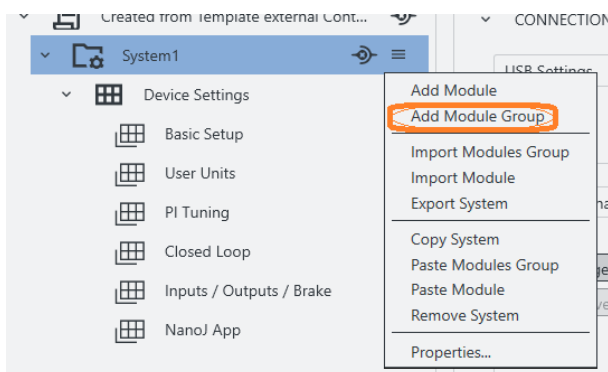 Created from Template external Cont...
CONNECTION
System1
USB Settings
Device Settings
Basic Setup
User Units
PI Tuning
Closed Loop
Inputs / Outputs / Brake
NanoJ App
Add Module
Add Module Group
Import Modules Group
Import Module
Export System
Copy System
Paste Modules Group
Paste Module
Remove System
Properties...